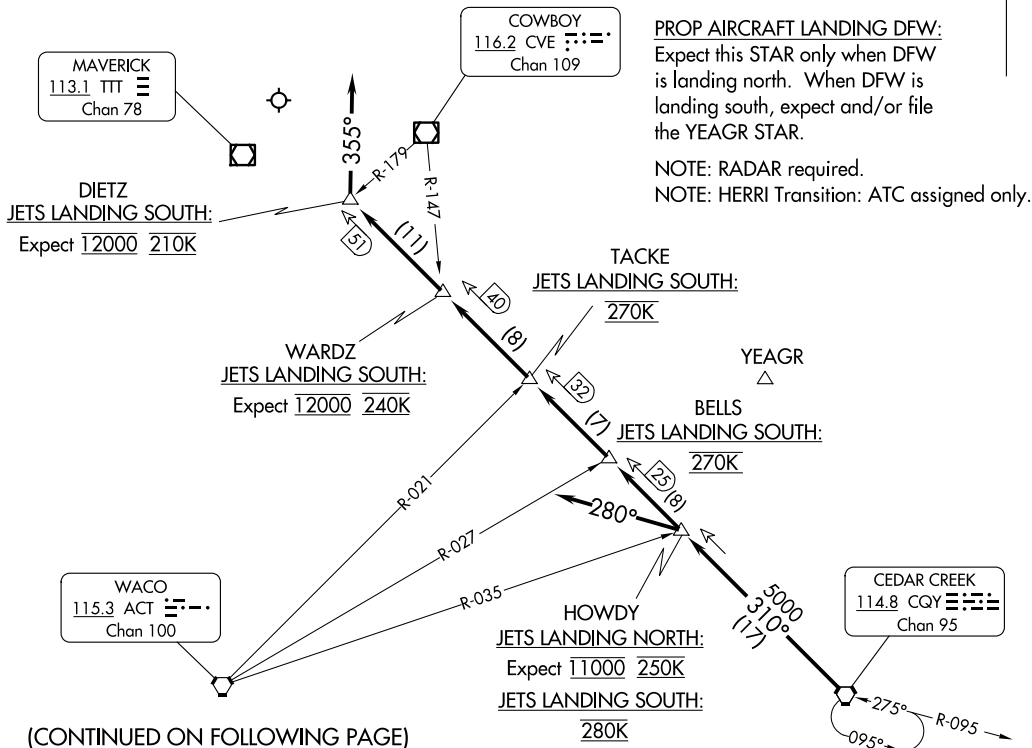 COWBOY
116.2 CVE
Chan 109
MAVERICK
113.1 TTT
Chan 78
PROP AIRCRAFT LANDING DFW:
Expect this STAR only when DFW
is landing north. When DFW is
landing south, expect and/or file
the YEAGR STAR.
NOTE: RADAR required.
NOTE: HERRI Transition: ATC assigned only.
355°
R-179
R-147
DIETZ
JETS LANDING SOUTH:
Expect 12000 210K
51
(11)
TACKE
JETS LANDING SOUTH:
270K
40
(8)
WARDZ
JETS LANDING SOUTH:
Expect 12000 240K
YEAGR
32
(7)
BELLS
JETS LANDING SOUTH:
270K
25
(8)
280°
R-021
R-027
R-035
WACO
115.3 ACT
Chan 100
HOWDY
JETS LANDING NORTH:
Expect 11000 250K
JETS LANDING SOUTH:
280K
5000
310°
(17)
CEDAR CREEK
114.8 CQY
Chan 95
275°
R-095
095°
(CONTINUED ON FOLLOWING PAGE)